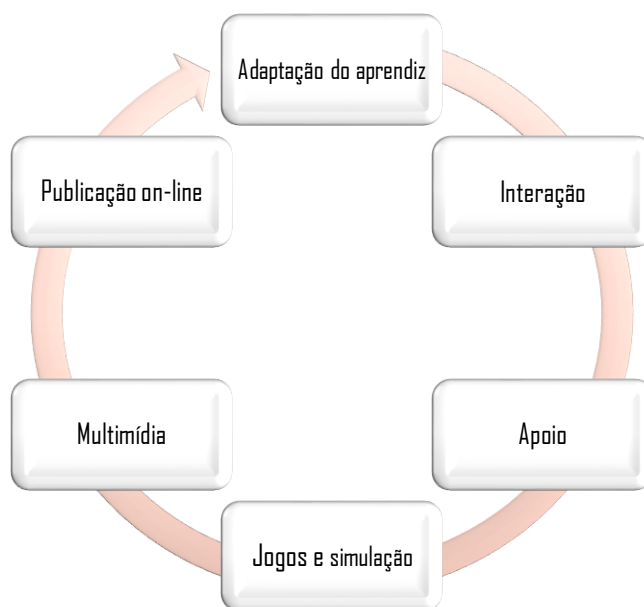 Adaptação do aprendiz
Interação
Apoio
Jogos e simulação
Multimídia
Publicação on-line